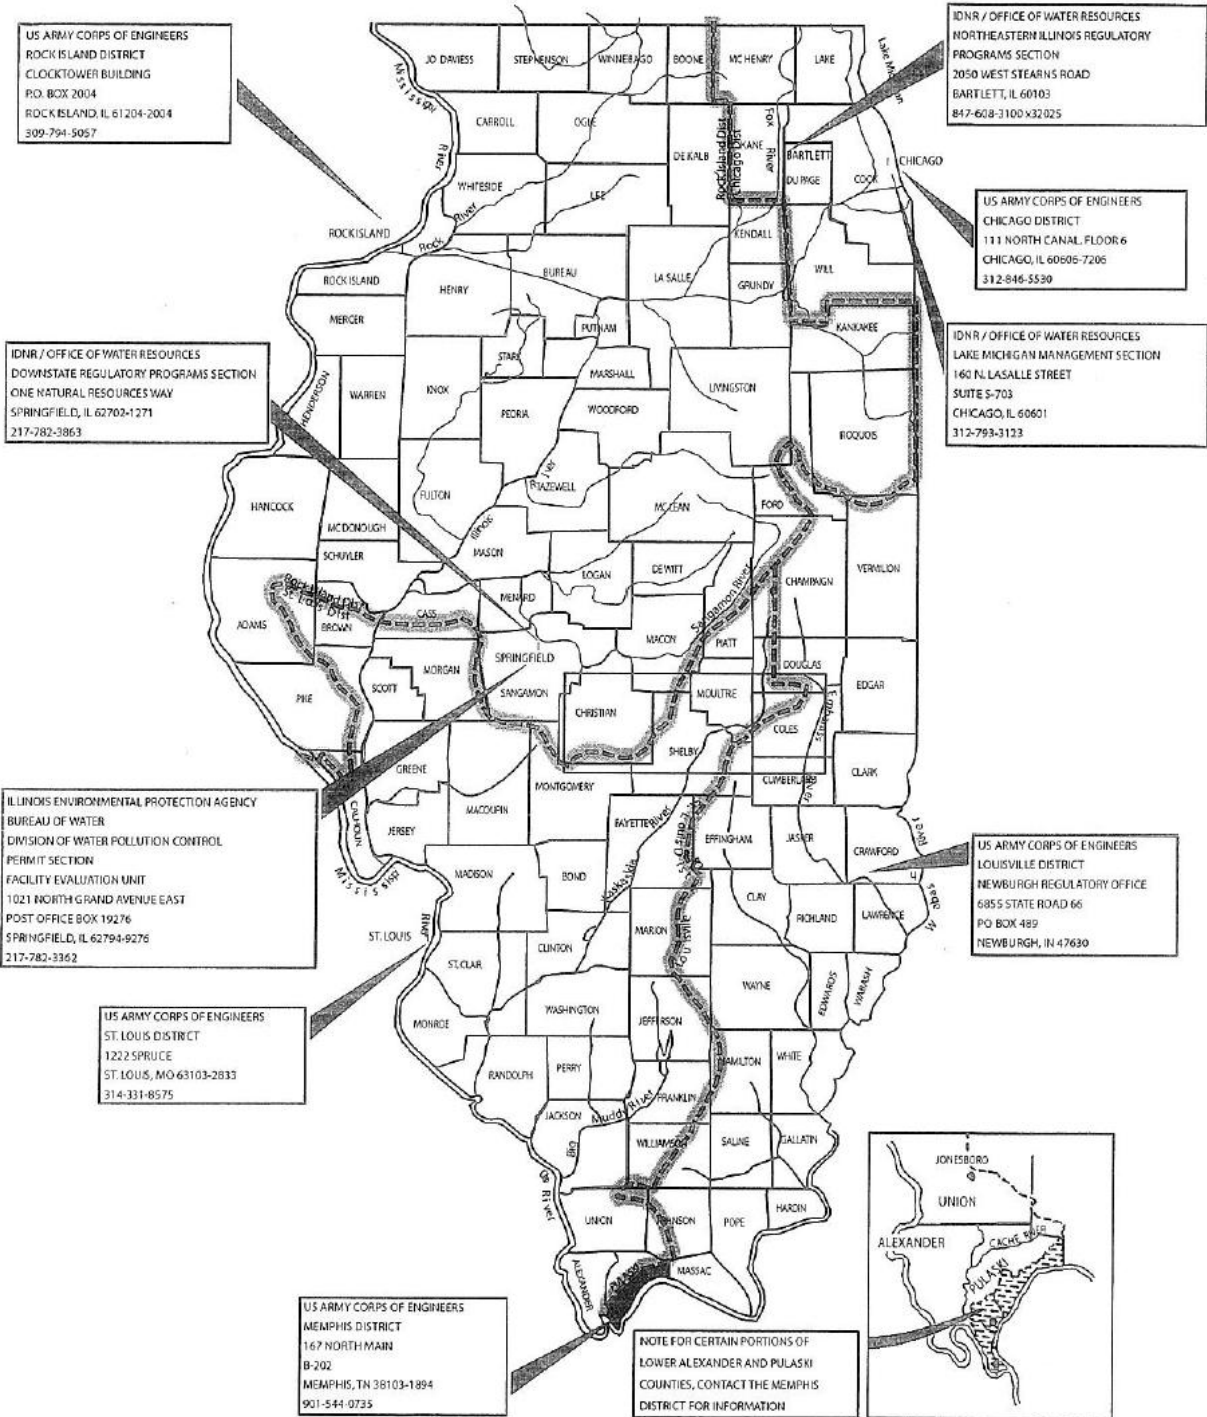 US ARMY CORPS OF ENGINEERS
ROCK ISLAND DISTRICT
CLOCKTOWER BUILDING
P.O. BOX 2004
ROCK ISLAND, IL 61204-2004
309-794-5057
IDNR / OFFICE OF WATER RESOURCES
NORTHEASTERN ILLINOIS REGULATORY
PROGRAMS SECTION
2050 WEST STEARNS ROAD
BARTLETT, IL 60103
847-608-3100 x32025
US ARMY CORPS OF ENGINEERS
CHICAGO DISTRICT
111 NORTH CANAL, FLOOR 6
CHICAGO, IL 60606-7206
312-846-5530
IDNR / OFFICE OF WATER RESOURCES
LAKE MICHIGAN MANAGEMENT SECTION
160 N. LASALLE STREET
SUITE S-703
CHICAGO, IL 60601
312-793-3123
IDNR / OFFICE OF WATER RESOURCES
DOWNSTATE REGULATORY PROGRAMS SECTION
ONE NATURAL RESOURCES WAY
SPRINGFIELD, IL 62702-1271
217-782-3863
JO DAVIESS
STEPHENSON
WINNEBAGO
BOONE
MCHENRY
LAKE
Mississippi
River
CARROLL
OGLE
DE KALB
Rock Island Dist
Chicago Dist
KANE
Fox
River
BARTLETT
DU PAGE
COOK
CHICAGO
WHITESIDE
LEE
Rock
River
ROCK ISLAND
KENDALL
ROCK ISLAND
HENRY
BUREAU
LA SALLE
GRUNDY
WILL
MERCER
PUTNAM
KANKAKEE
STARK
MARSHALL
HENDERSON
WARREN
KNOX
PEORIA
WOODFORD
LIVINGSTON
IROQUOIS
HANCOCK
MCDONOUGH
FULTON
TAZEWELL
MCLEAN
FORD
Illinois
SCHUYLER
MASON
LOGAN
DE WITT
CHAMPAIGN
VERMILION
Rock Island Dist
St. Louis Dist
ADAMS
BROWN
CASS
MENARD
Sangamon River
MACON
PIATT
SPRINGFIELD
MORGAN
SCOTT
PIKE
SANGAMON
CHRISTIAN
MOULTRE
DOUGLAS
EDGAR
COLES
SHELBY
GREENE
MACOUPIN
MONTGOMERY
CUMBERLAND
CLARK
CALHOUN
JERSEY
FAYETTE
Kaskaskia
River
EFFINGHAM
JASPER
CRAWFORD
River
Mississippi
MADISON
BOND
CLAY
RICHLAND
LAWRENCE
ST. LOUIS
River
MARION
CLINTON
ST. CLAIR
WAYNE
EDWARDS
WABASH
WASHINGTON
JEFFERSON
MONROE
HAMILTON
WHITE
RANDOLPH
PERRY
FRANKLIN
JACKSON
Big
Muddy River
WILLIAMSON
SALINE
GALLATIN
River
UNION
JOHNSON
POPE
HARDIN
ALEXANDER
MASSAC
ILLINOIS ENVIRONMENTAL PROTECTION AGENCY
BUREAU OF WATER
DIVISION OF WATER POLLUTION CONTROL
PERMIT SECTION
FACILITY EVALUATION UNIT
1021 NORTH GRAND AVENUE EAST
POST OFFICE BOX 19276
SPRINGFIELD, IL 62794-9276
217-782-3362
US ARMY CORPS OF ENGINEERS
LOUISVILLE DISTRICT
NEWBURGH REGULATORY OFFICE
6855 STATE ROAD 66
PO BOX 489
NEWBURGH, IN 47630
US ARMY CORPS OF ENGINEERS
ST. LOUIS DISTRICT
1222 SPRUCE
ST. LOUIS, MO 63103-2833
314-331-8575
US ARMY CORPS OF ENGINEERS
MEMPHIS DISTRICT
167 NORTH MAIN
B-202
MEMPHIS, TN 38103-1894
901-544-0735
NOTE FOR CERTAIN PORTIONS OF
LOWER ALEXANDER AND PULASKI
COUNTIES, CONTACT THE MEMPHIS
DISTRICT FOR INFORMATION
JONESBORO
UNION
ALEXANDER
CACHE RIVER
PULASKI